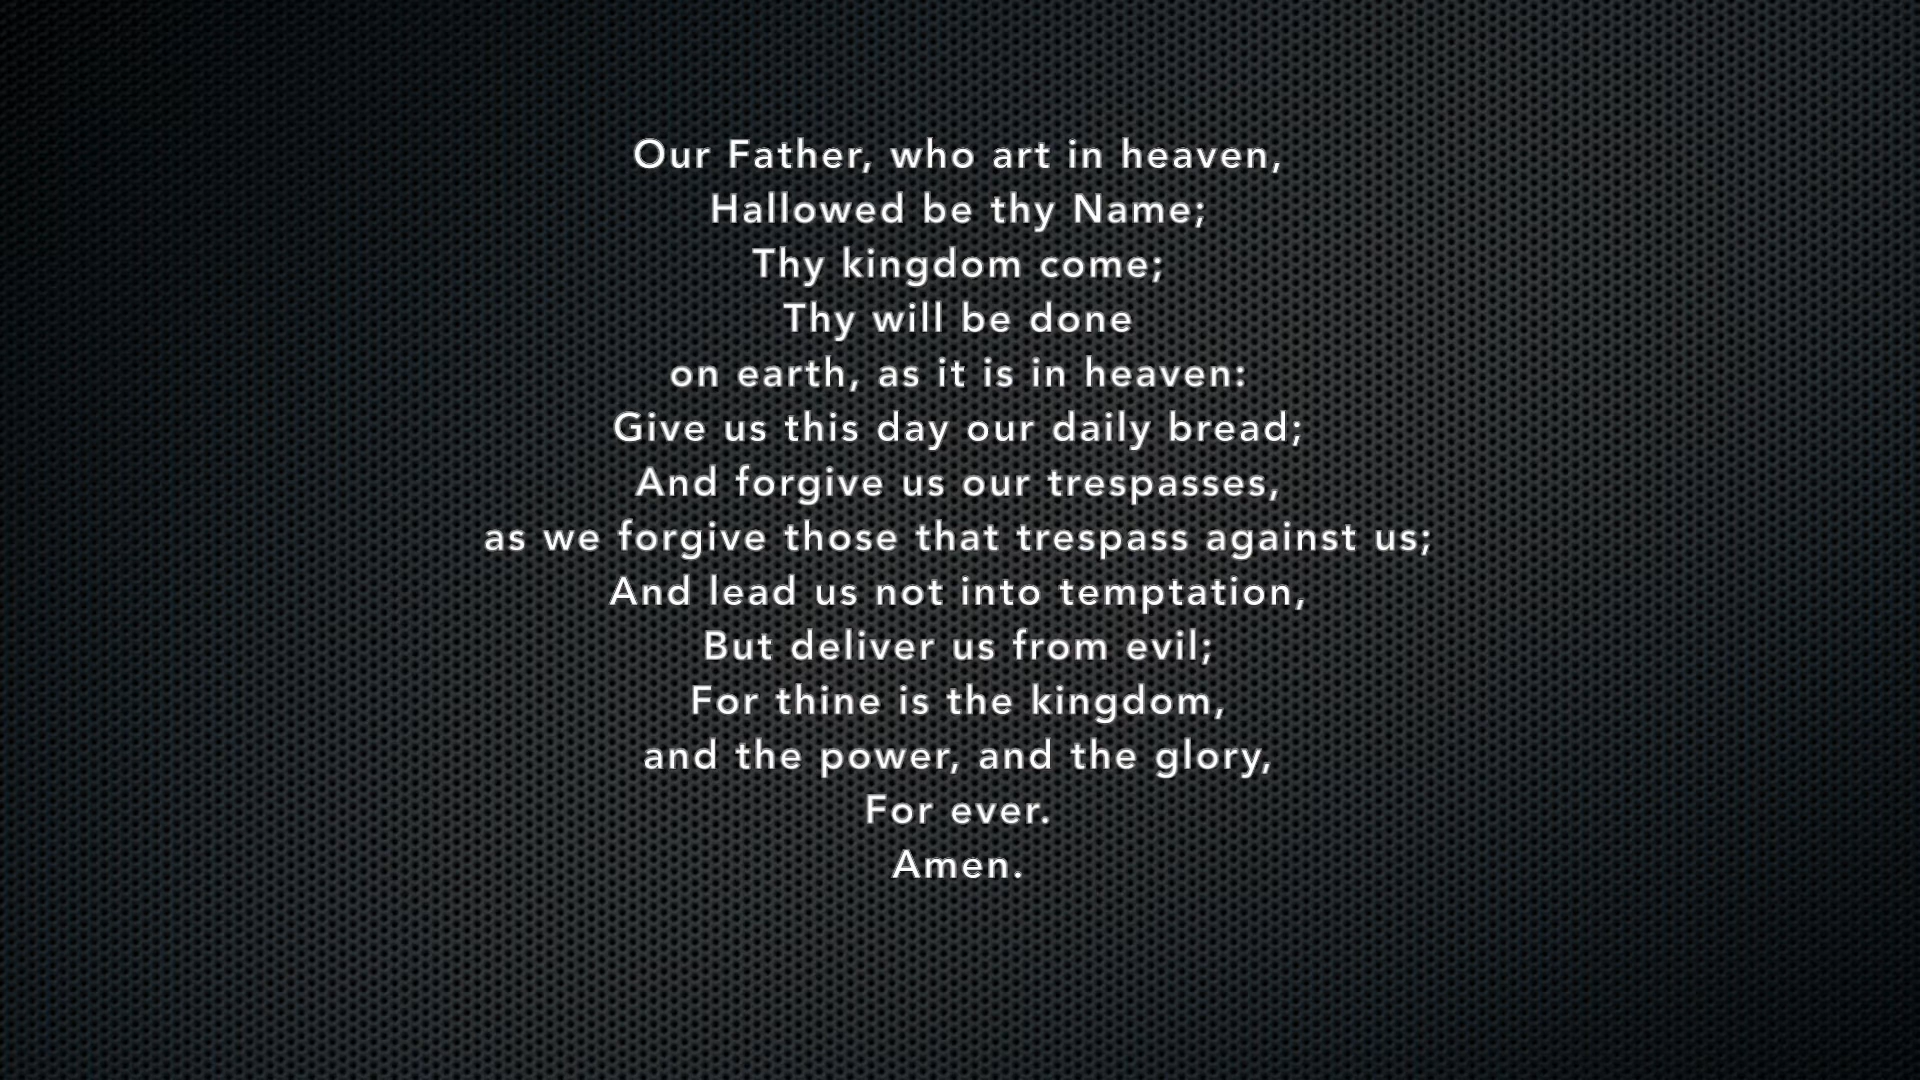 Our Father, who art in heaven,
Hallowed be thy Name;
Thy kingdom come;
Thy will be done
on earth, as it is in heaven:
Give us this day our daily bread;
And forgive us our trespasses,
as we forgive those that trespass against us;
And lead us not into temptation,
But deliver us from evil;
For thine is the kingdom,
and the power, and the glory,
For ever.
Amen.